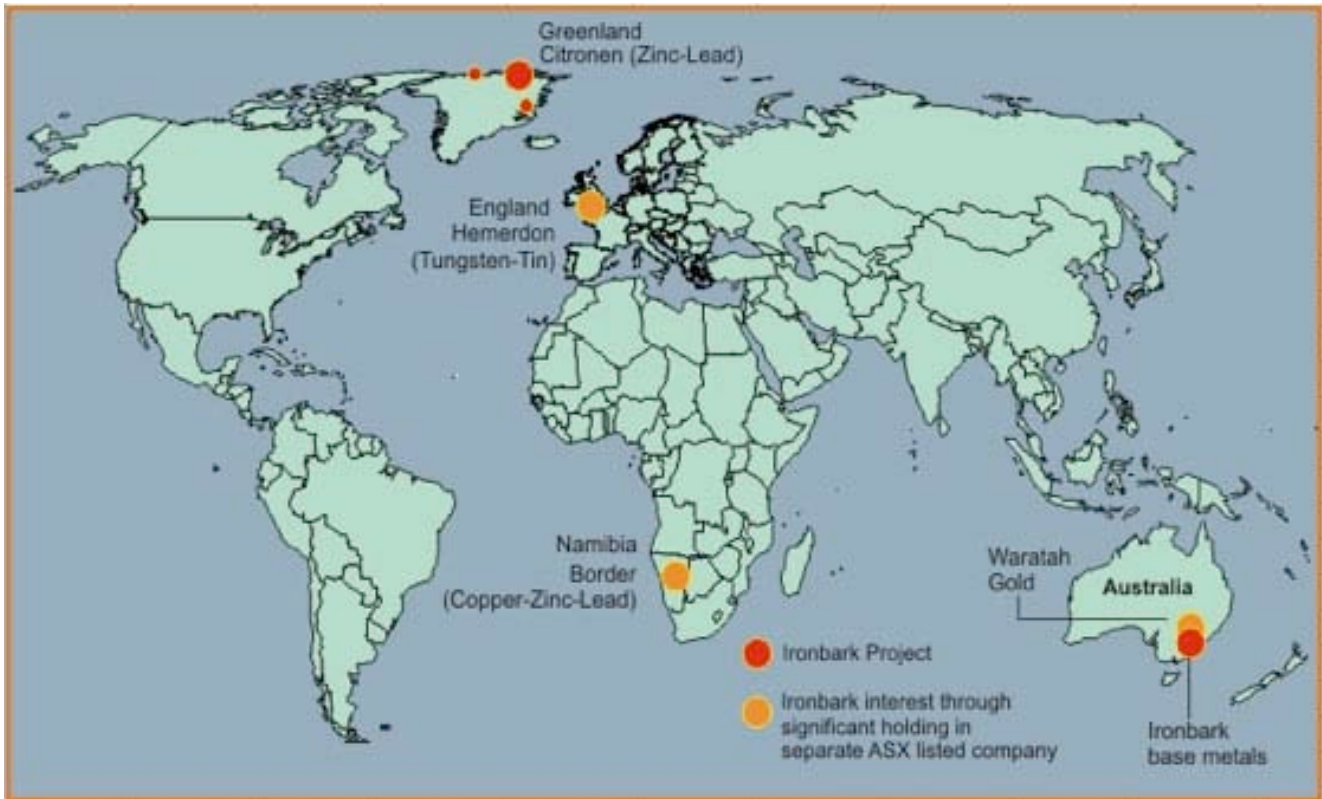 Greenland
Citronen (Zinc-Lead)
England
Hemerdon
(Tungsten-Tin)
Namibia
Border
(Copper-Zinc-Lead)
Waratah
Gold
Australia
Ironbark Project
Ironbark interest through
significant holding in
separate ASX listed company
Ironbark
base metals